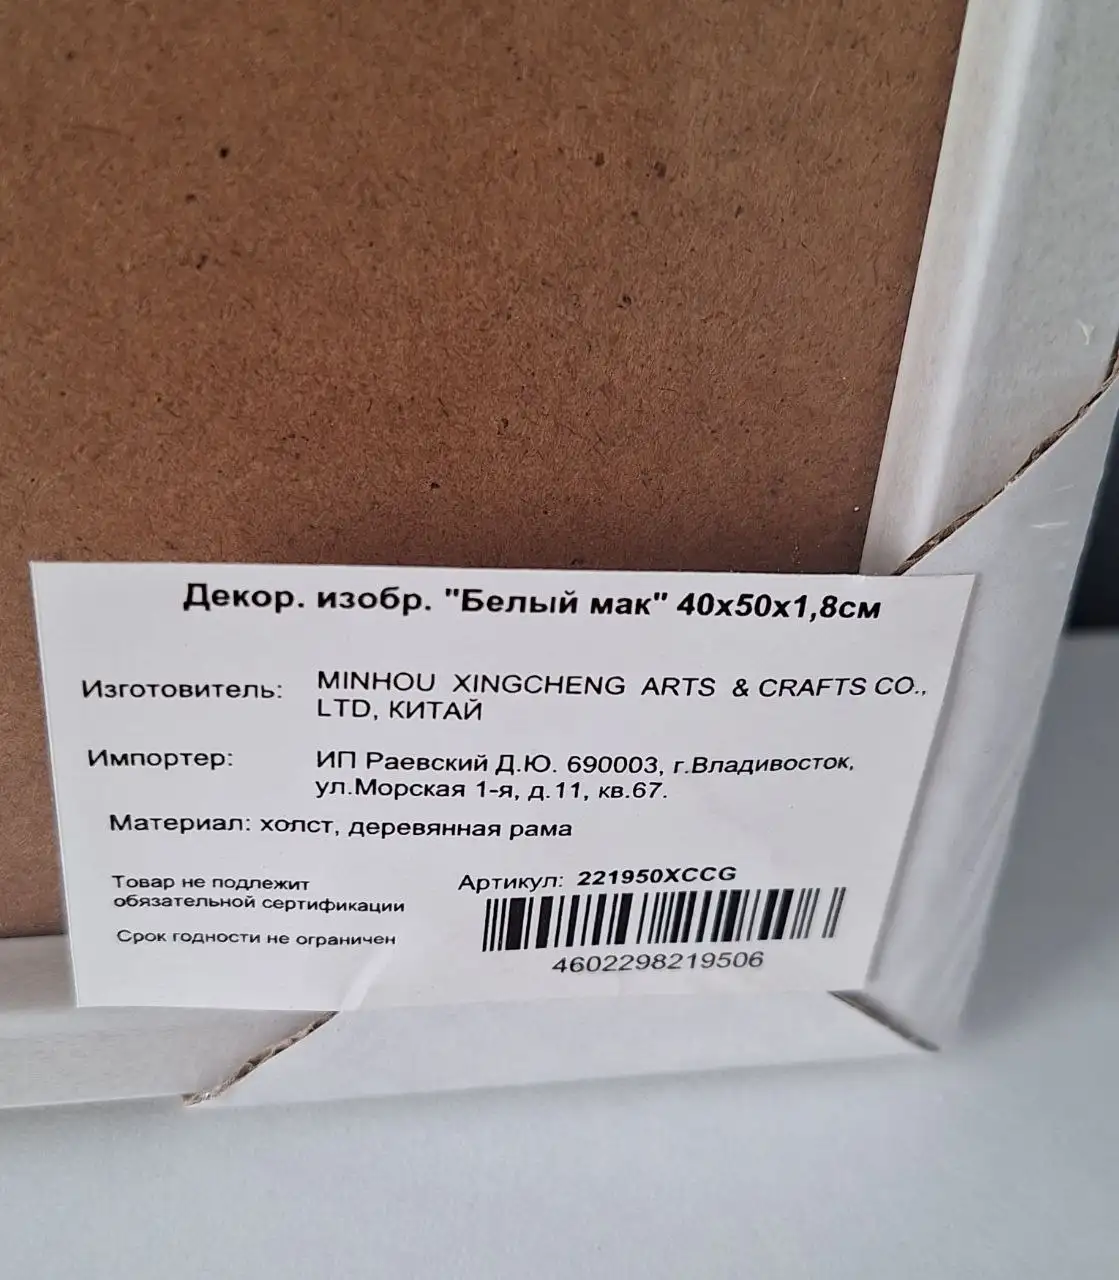 Декор. изобр. "Белый мак" 40х50х1,8см
Изготовитель: MINHOU XINGCHENG ARTS & CRAFTS CO.,
LTD, КИТАЙ
Импортер: ИП Раевский Д.Ю. 690003, г.Владивосток,
ул.Морская 1-я, д.11, кв.67.
Материал: холст, деревянная рама
Товар не подлежит
обязательной сертификации
Срок годности не ограничен
Артикул: 221950XCCG
4602298219506